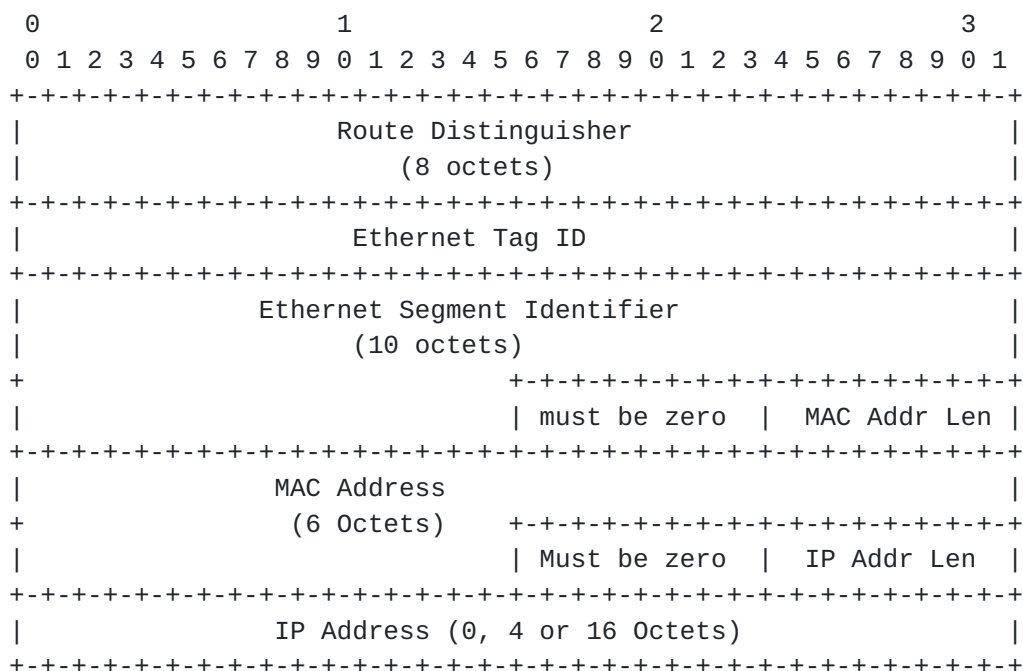 0                   1                   2                   3
 0 1 2 3 4 5 6 7 8 9 0 1 2 3 4 5 6 7 8 9 0 1 2 3 4 5 6 7 8 9 0 1
+-+-+-+-+-+-+-+-+-+-+-+-+-+-+-+-+-+-+-+-+-+-+-+-+-+-+-+-+-+-+-+-+
|                    Route Distinguisher                        |
|                        (8 octets)                             |
+-+-+-+-+-+-+-+-+-+-+-+-+-+-+-+-+-+-+-+-+-+-+-+-+-+-+-+-+-+-+-+-+
|                     Ethernet Tag ID                           |
+-+-+-+-+-+-+-+-+-+-+-+-+-+-+-+-+-+-+-+-+-+-+-+-+-+-+-+-+-+-+-+-+
|               Ethernet Segment Identifier                     |
|                     (10 octets)                               |
+                               +-+-+-+-+-+-+-+-+-+-+-+-+-+-+-+-+
|                               | must be zero  |  MAC Addr Len |
+-+-+-+-+-+-+-+-+-+-+-+-+-+-+-+-+-+-+-+-+-+-+-+-+-+-+-+-+-+-+-+-+
|                MAC Address                                    |
+                 (6 Octets)    +-+-+-+-+-+-+-+-+-+-+-+-+-+-+-+-+
|                               | Must be zero  |  IP Addr Len  |
+-+-+-+-+-+-+-+-+-+-+-+-+-+-+-+-+-+-+-+-+-+-+-+-+-+-+-+-+-+-+-+-+
|                IP Address (0, 4 or 16 Octets)                 |
+-+-+-+-+-+-+-+-+-+-+-+-+-+-+-+-+-+-+-+-+-+-+-+-+-+-+-+-+-+-+-+-+